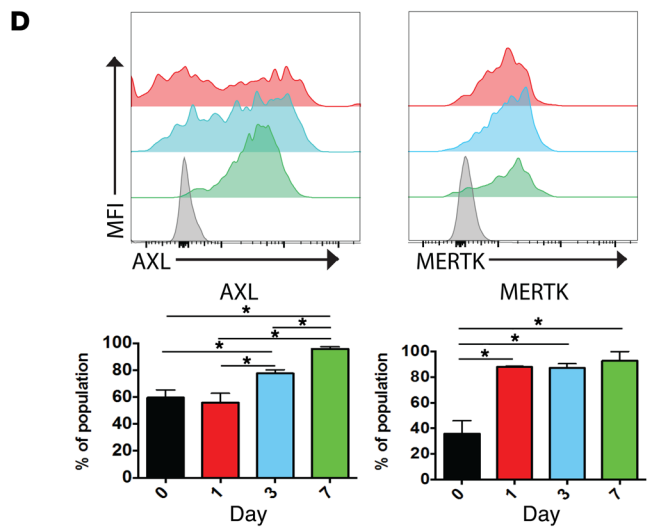 D
MFI
AXL
MERTK
AXL
MERTK
% of population
100
80
60
40
20
0
* * * * *
0 1 3 7
Day
% of population
100
80
60
40
20
0
* * *
0 1 3 7
Day